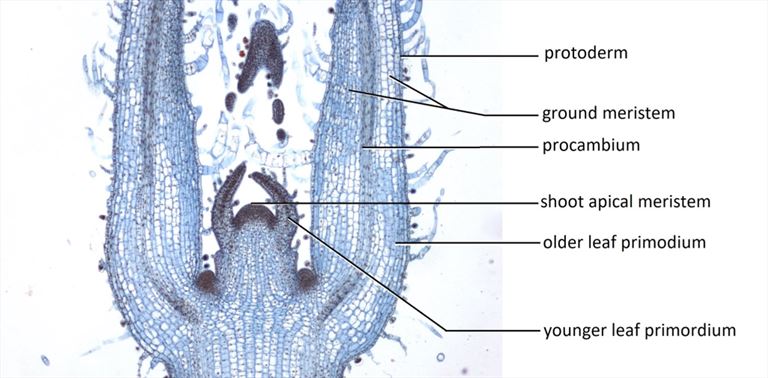 protoderm
ground meristem
procambium
shoot apical meristem
older leaf primodium
younger leaf primordium